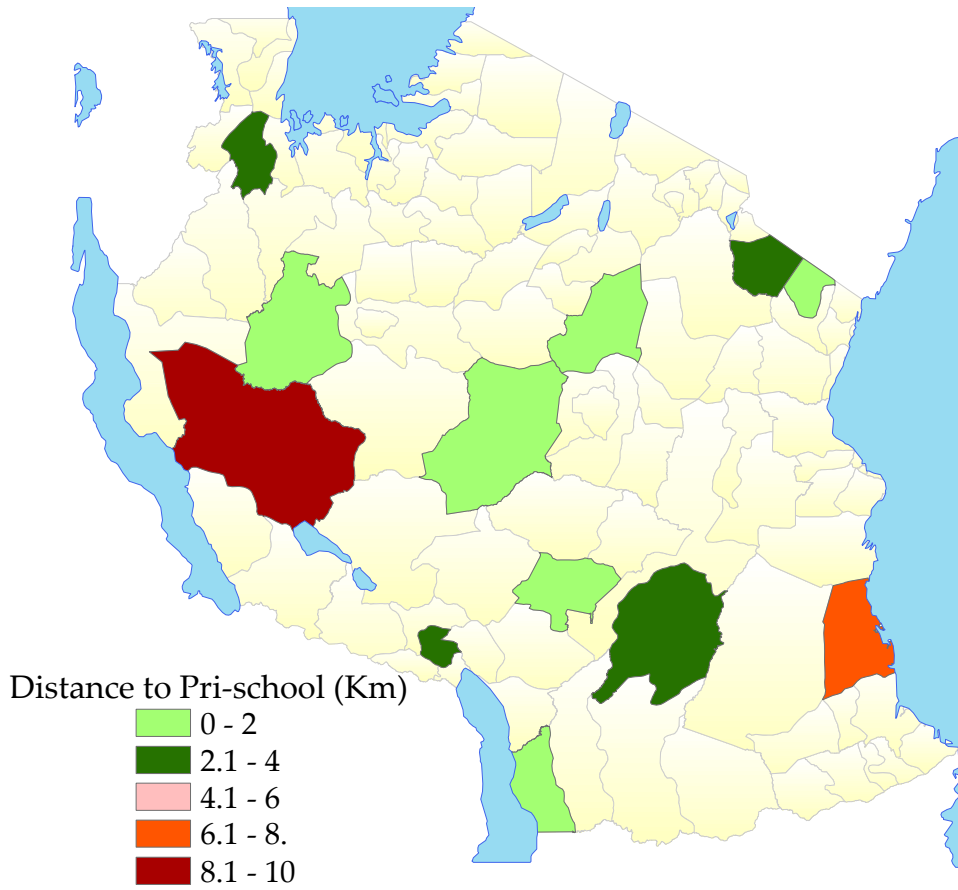 Distance to Pri-school (Km)
0 - 2
2.1 - 4
4.1 - 6
6.1 - 8.
8.1 - 10